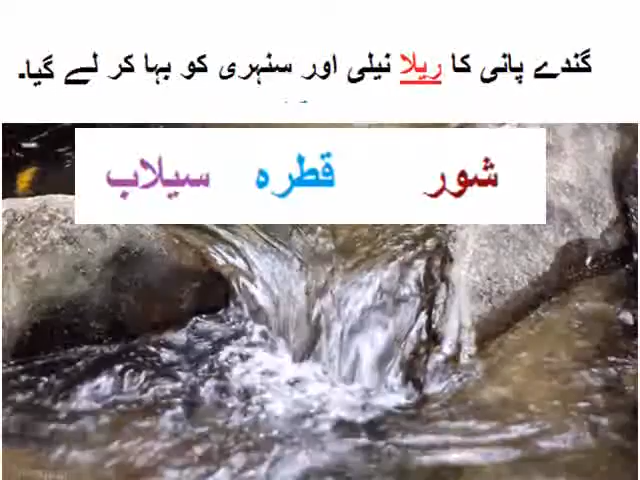 گندے پانی کا ریلا نیلی اور سنہری کو بہا کر لے گیا۔
شور قطرہ سیلاب